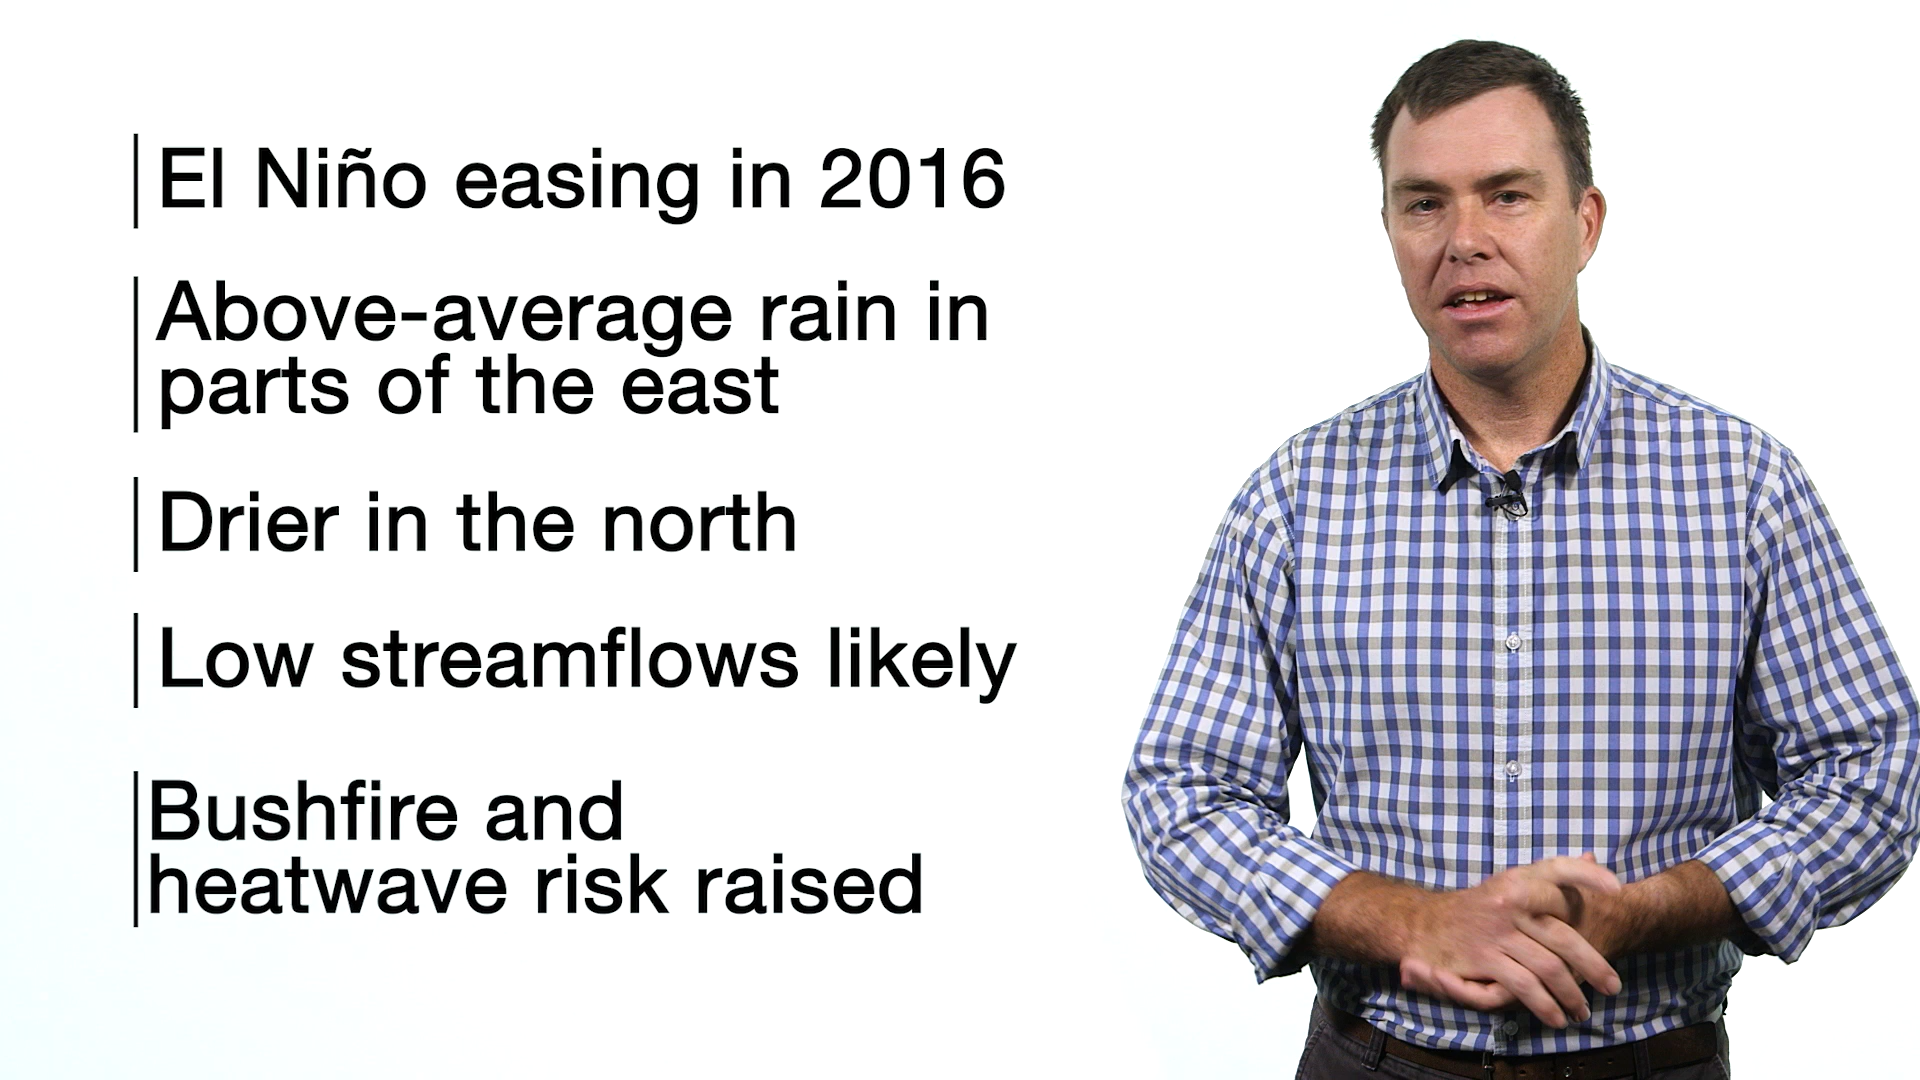 El Niño easing in 2016
Above-average rain in
parts of the east
Drier in the north
Low streamflows likely
Bushfire and
heatwave risk raised